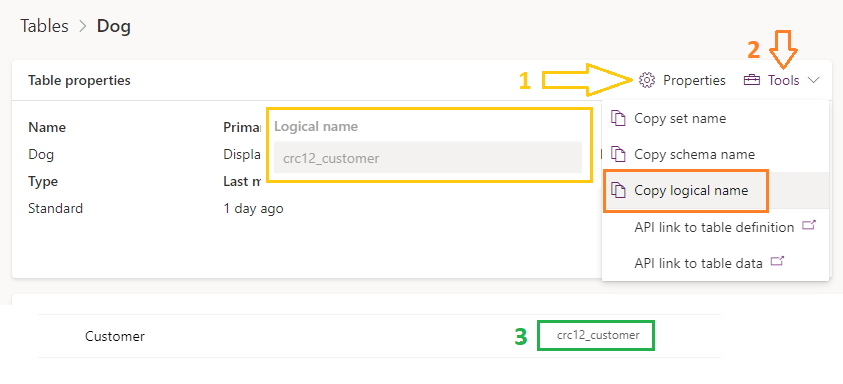 Tables > Dog
2
Table properties
1
Properties
Tools
Name
Primar
Logical name
Copy set name
Dog
Displa
crc12_customer
Copy schema name
Type
Last m
Copy logical name
Standard
1 day ago
API link to table definition
API link to table data
Customer
3
crc12_customer